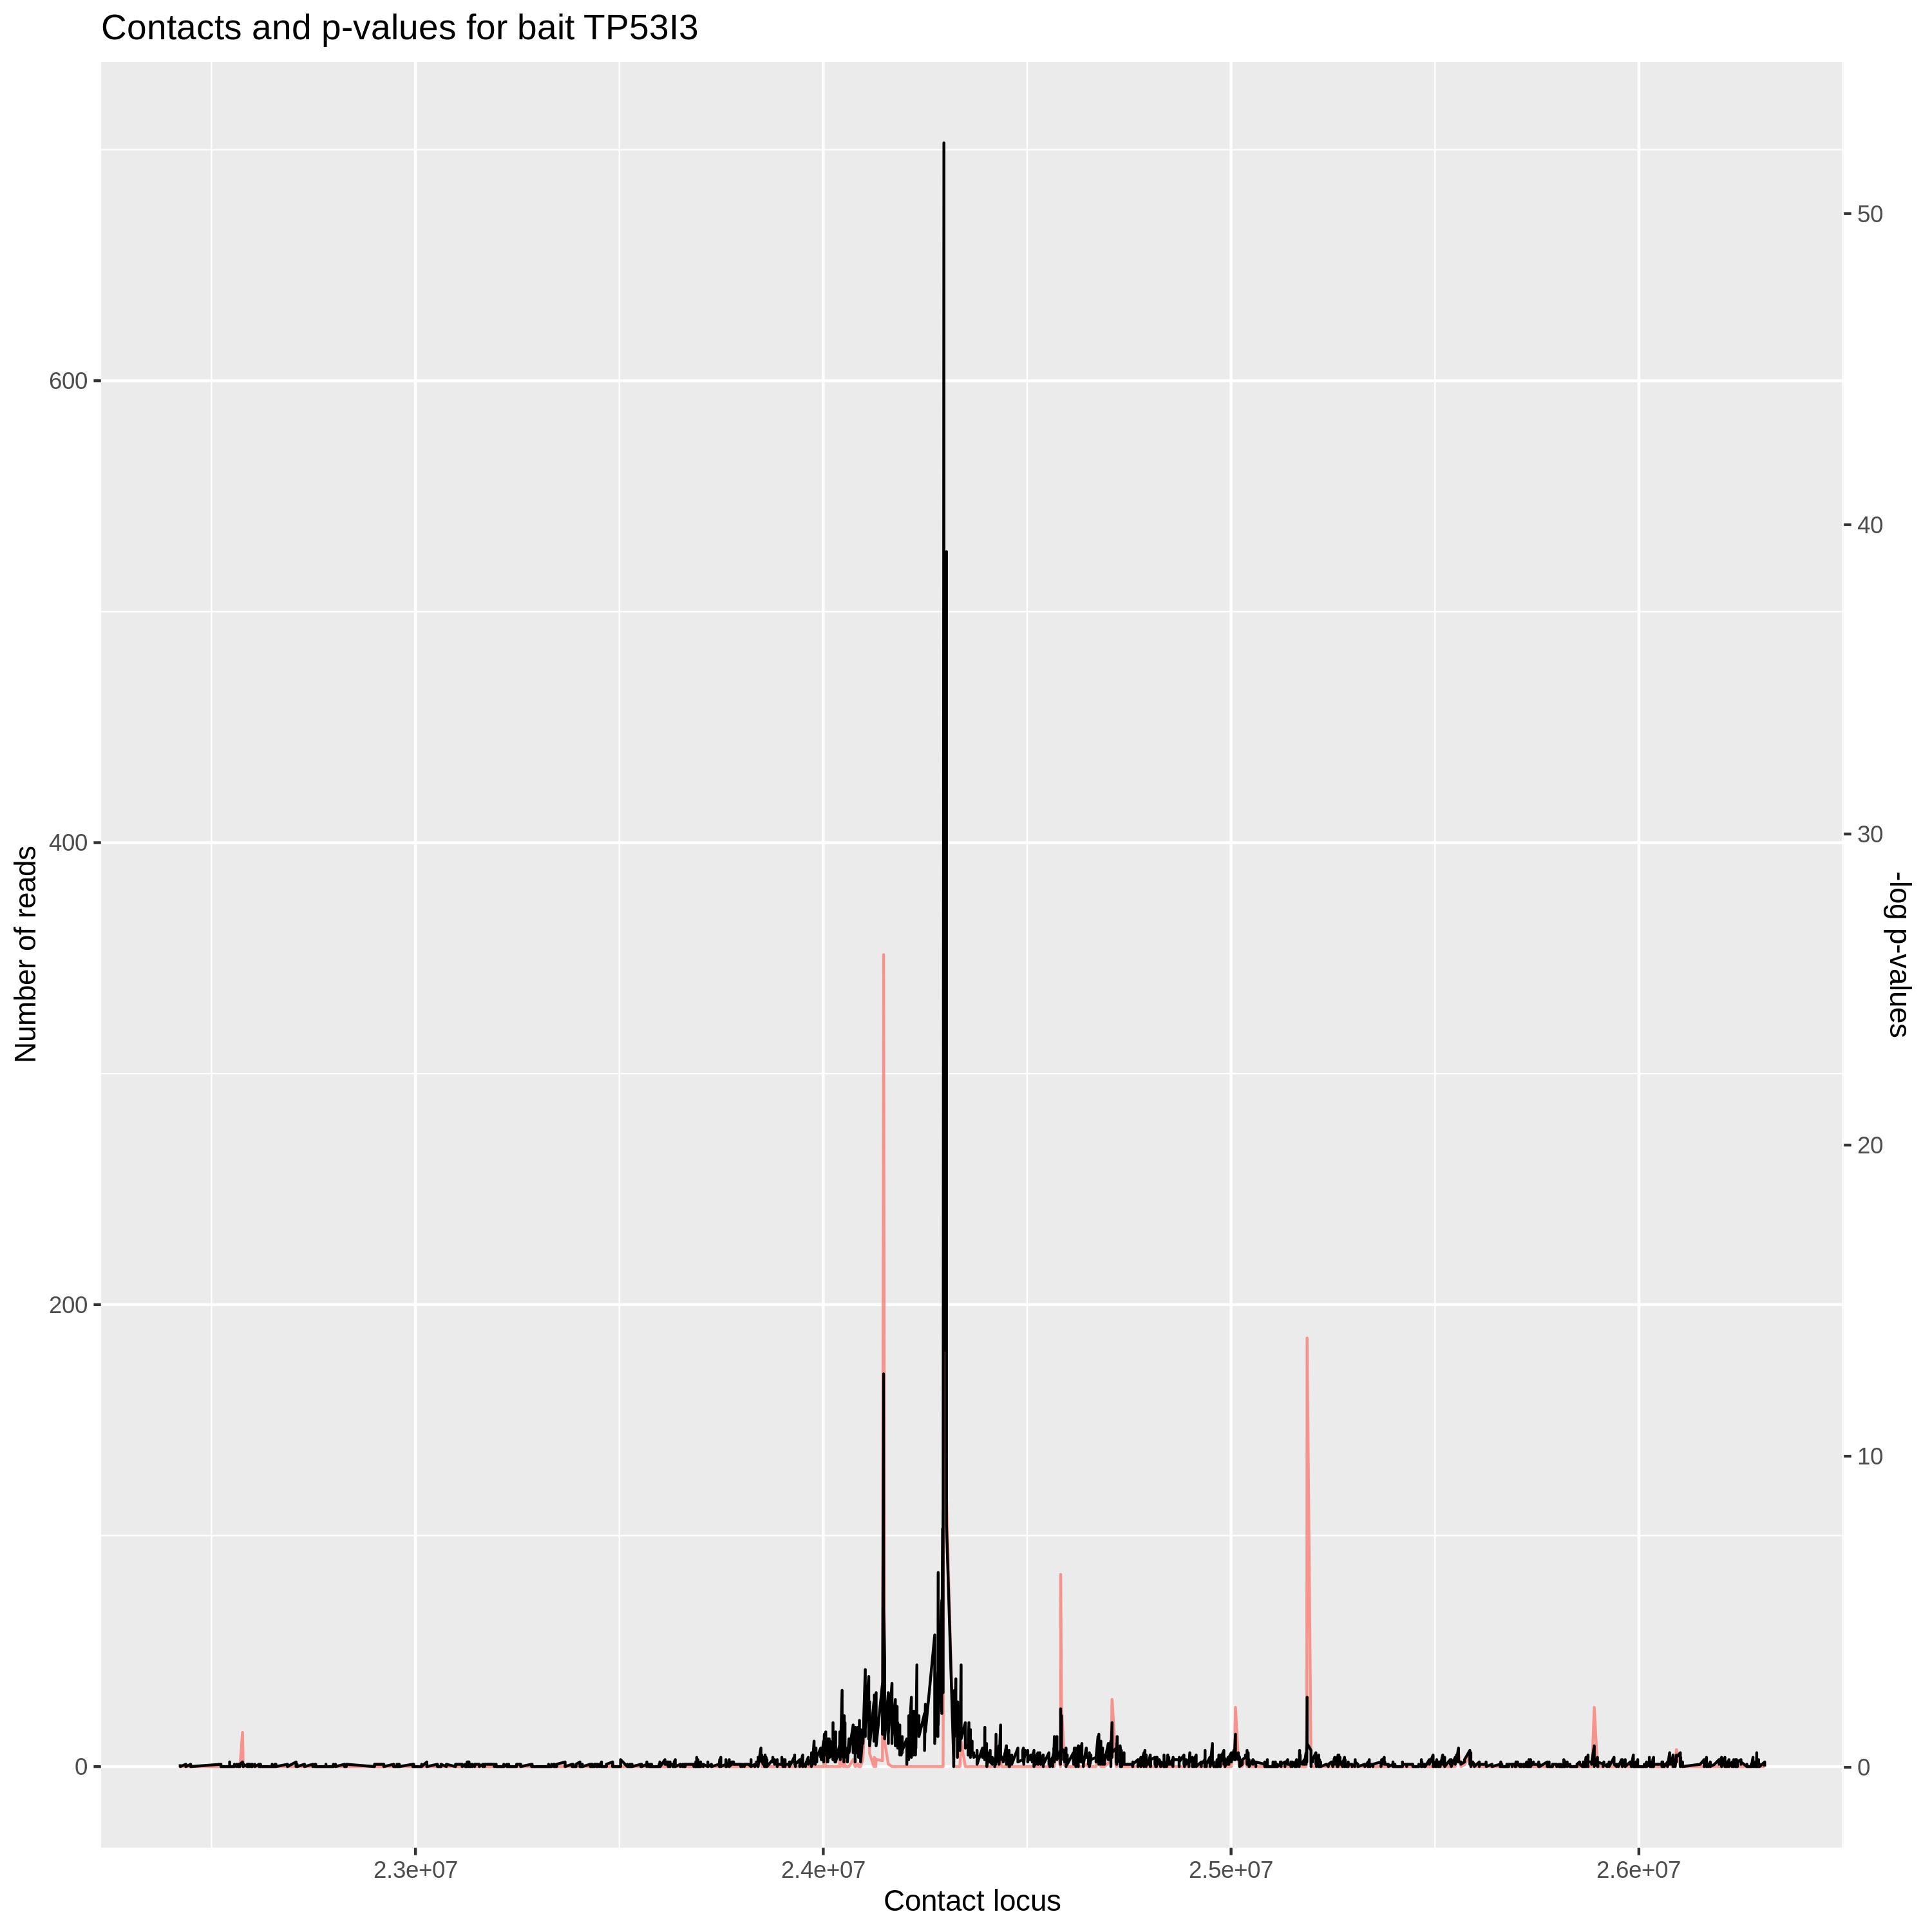 Contacts and p-values for bait TP53I3
Number of reads
600
400
200
0
50
40
30
20
10
0
-log p-values
2.3e+07
2.4e+07
2.5e+07
2.6e+07
Contact locus